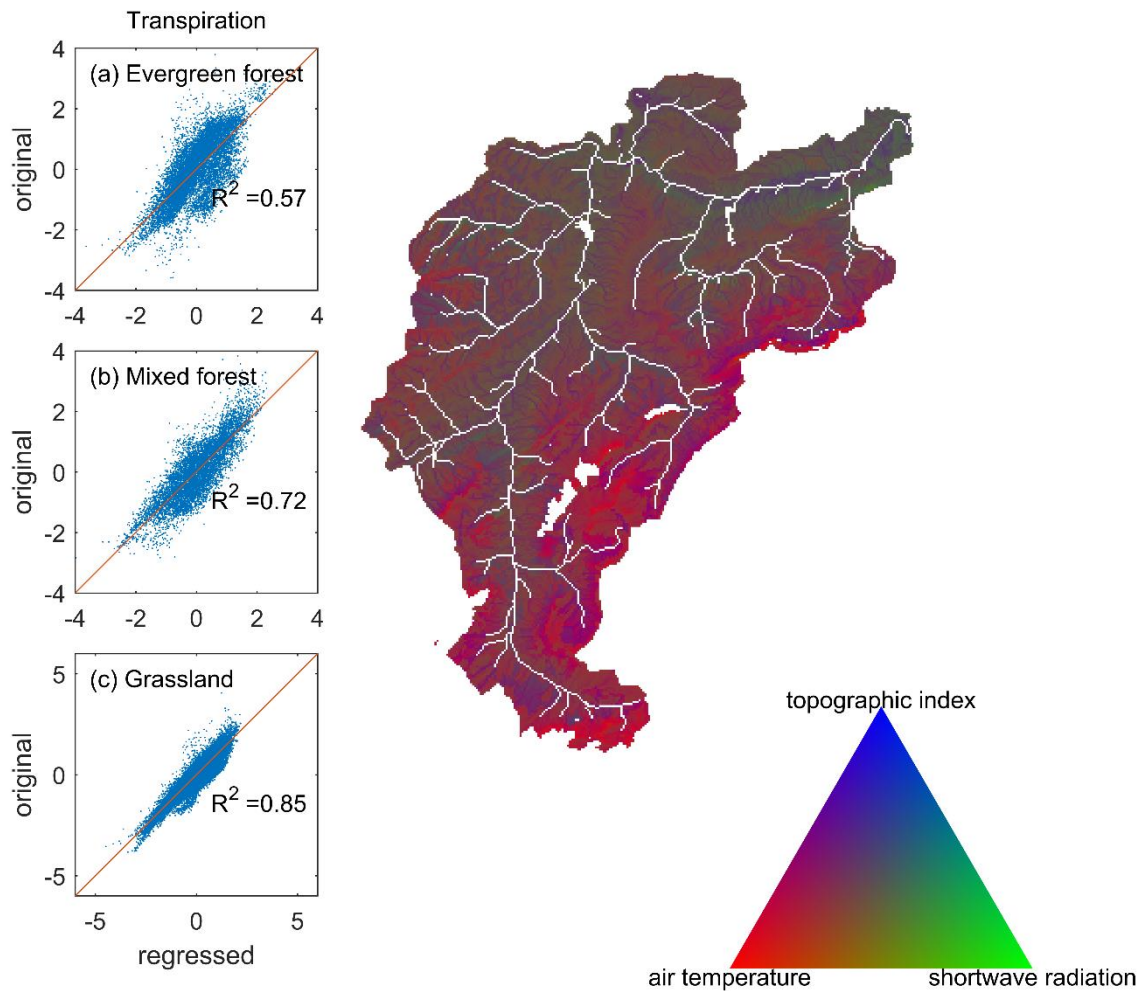 Transpiration
4
2
0
-2
-4
original
(a) Evergreen forest
R² =0.57
-4 -2 0 2 4
4
2
0
-2
-4
original
(b) Mixed forest
R² =0.72
-4 -2 0 2 4
5
0
-5
original
(c) Grassland
R² =0.85
-5 0 5
regressed
topographic index
air temperature
shortwave radiation